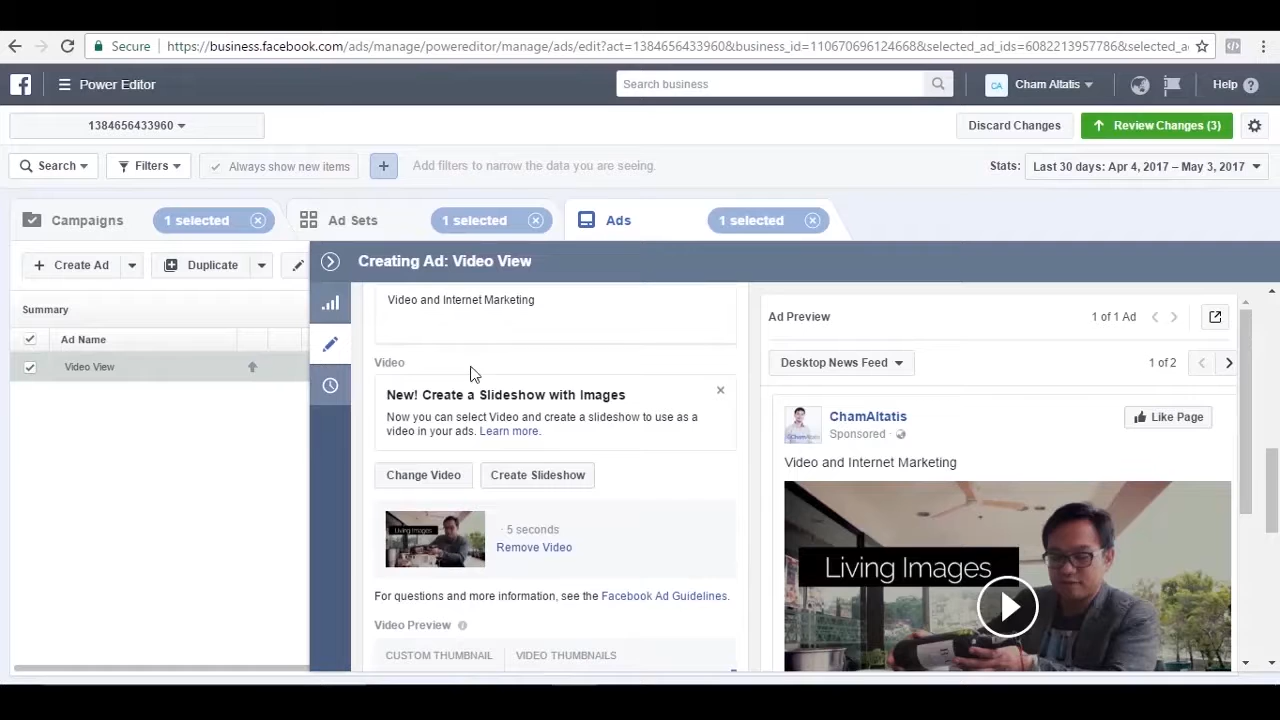 Secure https://business.facebook.com/ads/manage/powereditor/manage/ads/edit?act=1384656433960&business_id=110670696124668&selected_ad_ids=6082213957786&selected_a
Power Editor
Search business
CA Cham Altatis
Help
1384656433960
Discard Changes
Review Changes (3)
Search
Filters
Always show new items
Add filters to narrow the data you are seeing.
Stats: Last 30 days: Apr 4, 2017 – May 3, 2017
Campaigns 1 selected
Ad Sets 1 selected
Ads 1 selected
Create Ad
Duplicate
Creating Ad: Video View
Summary
Ad Name
Video View
Video and Internet Marketing
Video
New! Create a Slideshow with Images
Now you can select Video and create a slideshow to use as a
video in your ads. Learn more.
Change Video
Create Slideshow
Living Images
· 5 seconds
Remove Video
For questions and more information, see the Facebook Ad Guidelines.
Video Preview
CUSTOM THUMBNAIL
VIDEO THUMBNAILS
Ad Preview
1 of 1 Ad
Desktop News Feed
1 of 2
ChamAltatis
Sponsored ·
Like Page
Video and Internet Marketing
Living Images